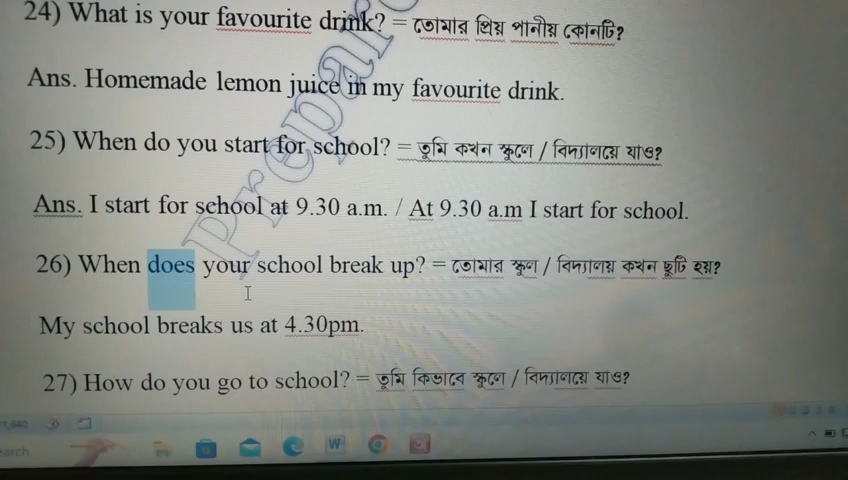 24) What is your favourite drink? = তোমার প্রিয় পানীয় কোনটি?
Ans. Homemade lemon juice in my favourite drink.
25) When do you start for school? = তুমি কখন স্কুলে / বিদ্যালয়ে যাও?
Ans. I start for school at 9.30 a.m. / At 9.30 a.m I start for school.
26) When does your school break up? = তোমার স্কুল / বিদ্যালয় কখন ছুটি হয়?
My school breaks us at 4.30pm.
27) How do you go to school? = তুমি কিভাবে স্কুলে / বিদ্যালয়ে যাও?
earch